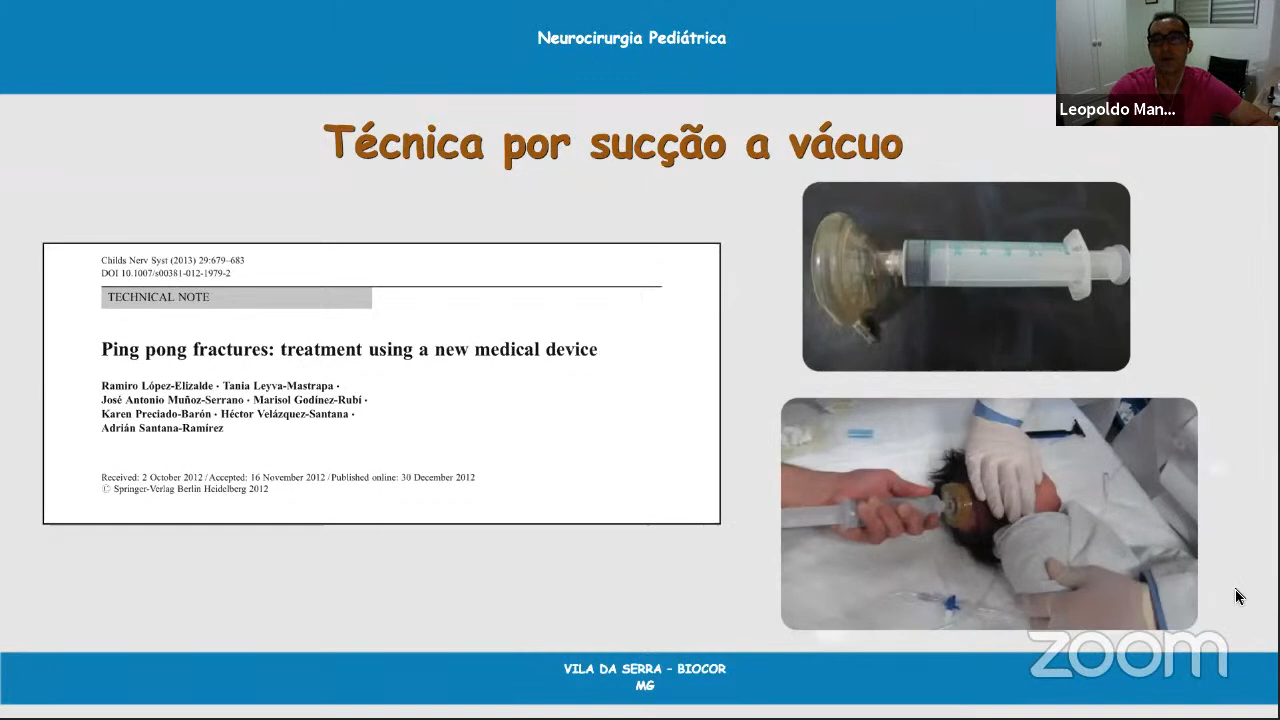 Neurocirurgia Pediátrica
Leopoldo Man...
Técnica por sucção a vácuo
Childs Nerv Syst (2013) 29:679–683
DOI 10.1007/s00381-012-1979-2
TECHNICAL NOTE
Ping pong fractures: treatment using a new medical device
Ramiro López-Elizalde · Tania Leyva-Mastrapa ·
José Antonio Muñoz-Serrano · Marisol Godínez-Rubí ·
Karen Preciado-Barón · Héctor Velázquez-Santana ·
Adrián Santana-Ramírez
Received: 2 October 2012 / Accepted: 16 November 2012 / Published online: 30 December 2012
© Springer-Verlag Berlin Heidelberg 2012
zoom
VILA DA SERRA – BIOCOR
MG